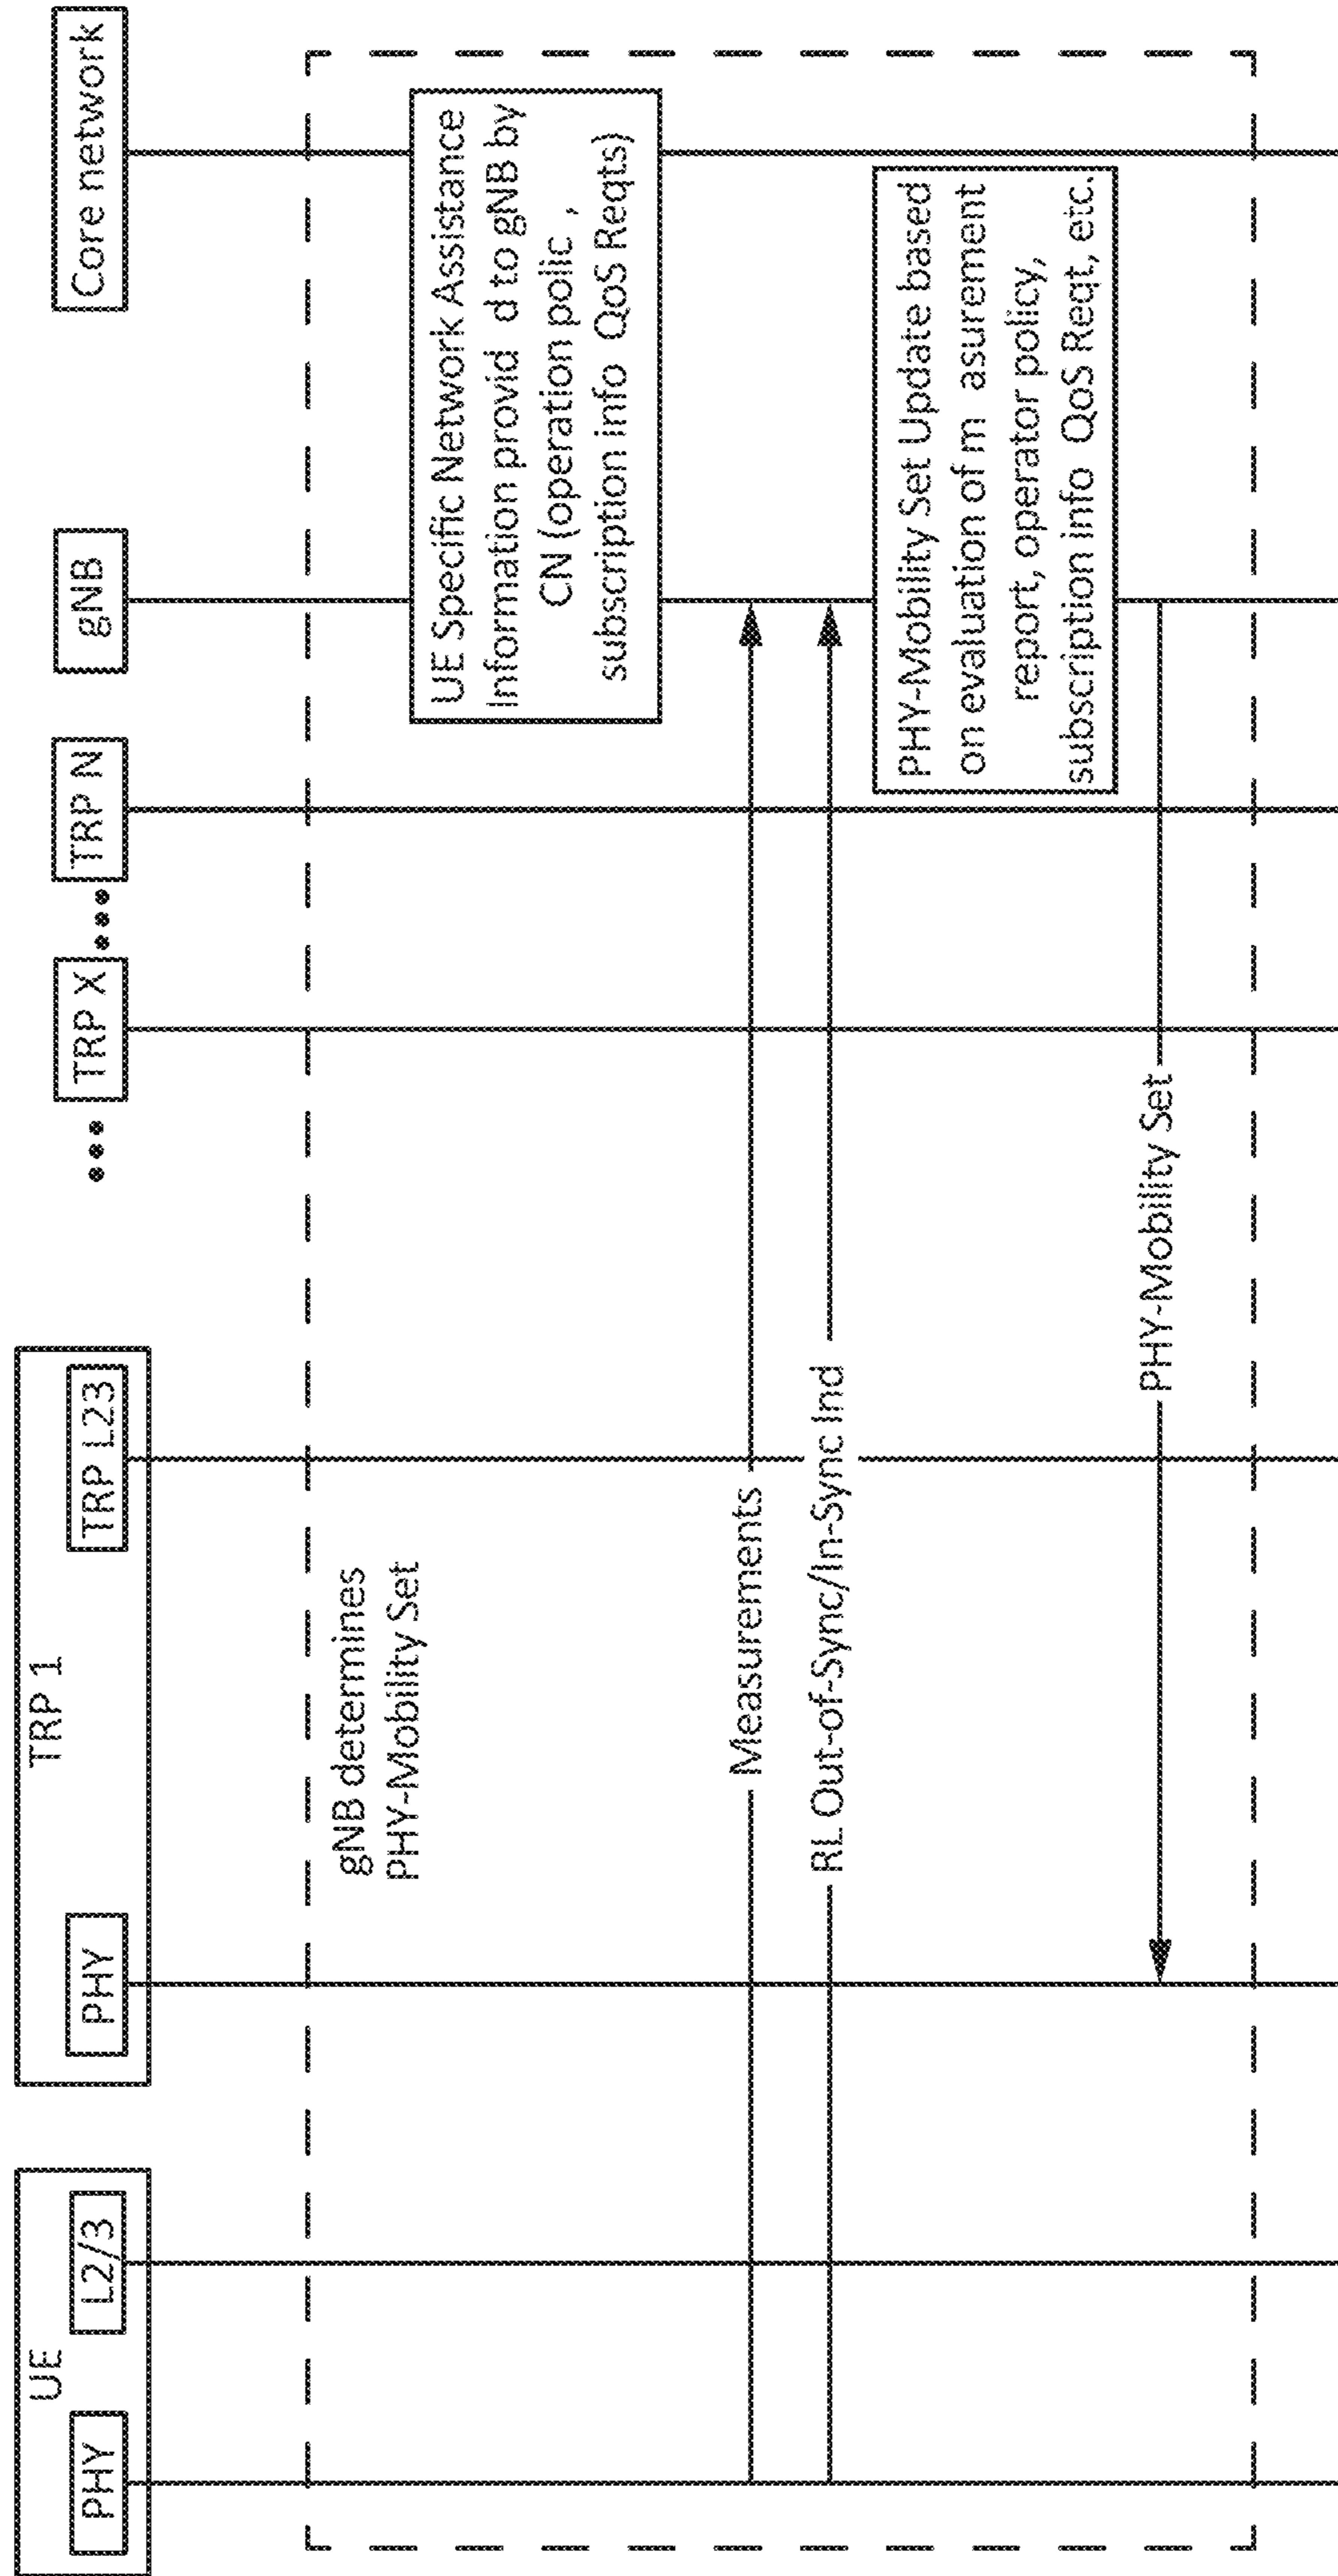 UE
PHY
L2/3
TRP 1
PHY
TRP L23
•••
TRP X
••••
TRP N
gNB
Core network
gNB determines
PHY-Mobility Set
UE Specific Network Assistance
Information provid d to gNB by
CN (operation polic ,
subscription info QoS Reqts)
Measurements
RL Out-of-Sync/In-Sync Ind
PHY-Mobility Set Update based
on evaluation of m asurement
report, operator policy,
subscription info QoS Reqt, etc.
PHY-Mobility Set